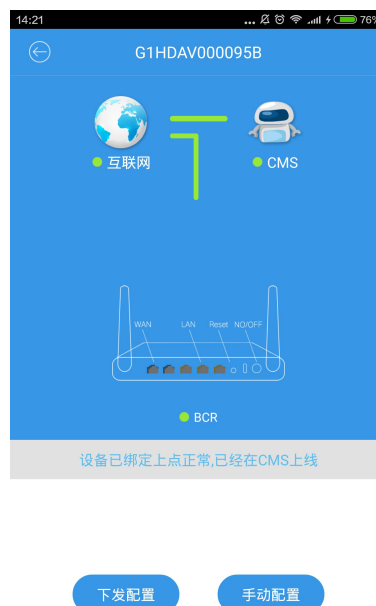 14:21
76%
G1HDAV000095B
互联网
CMS
WAN
LAN
Reset
NO/OFF
BCR
设备已绑定上点正常,已经在CMS上线
下发配置
手动配置